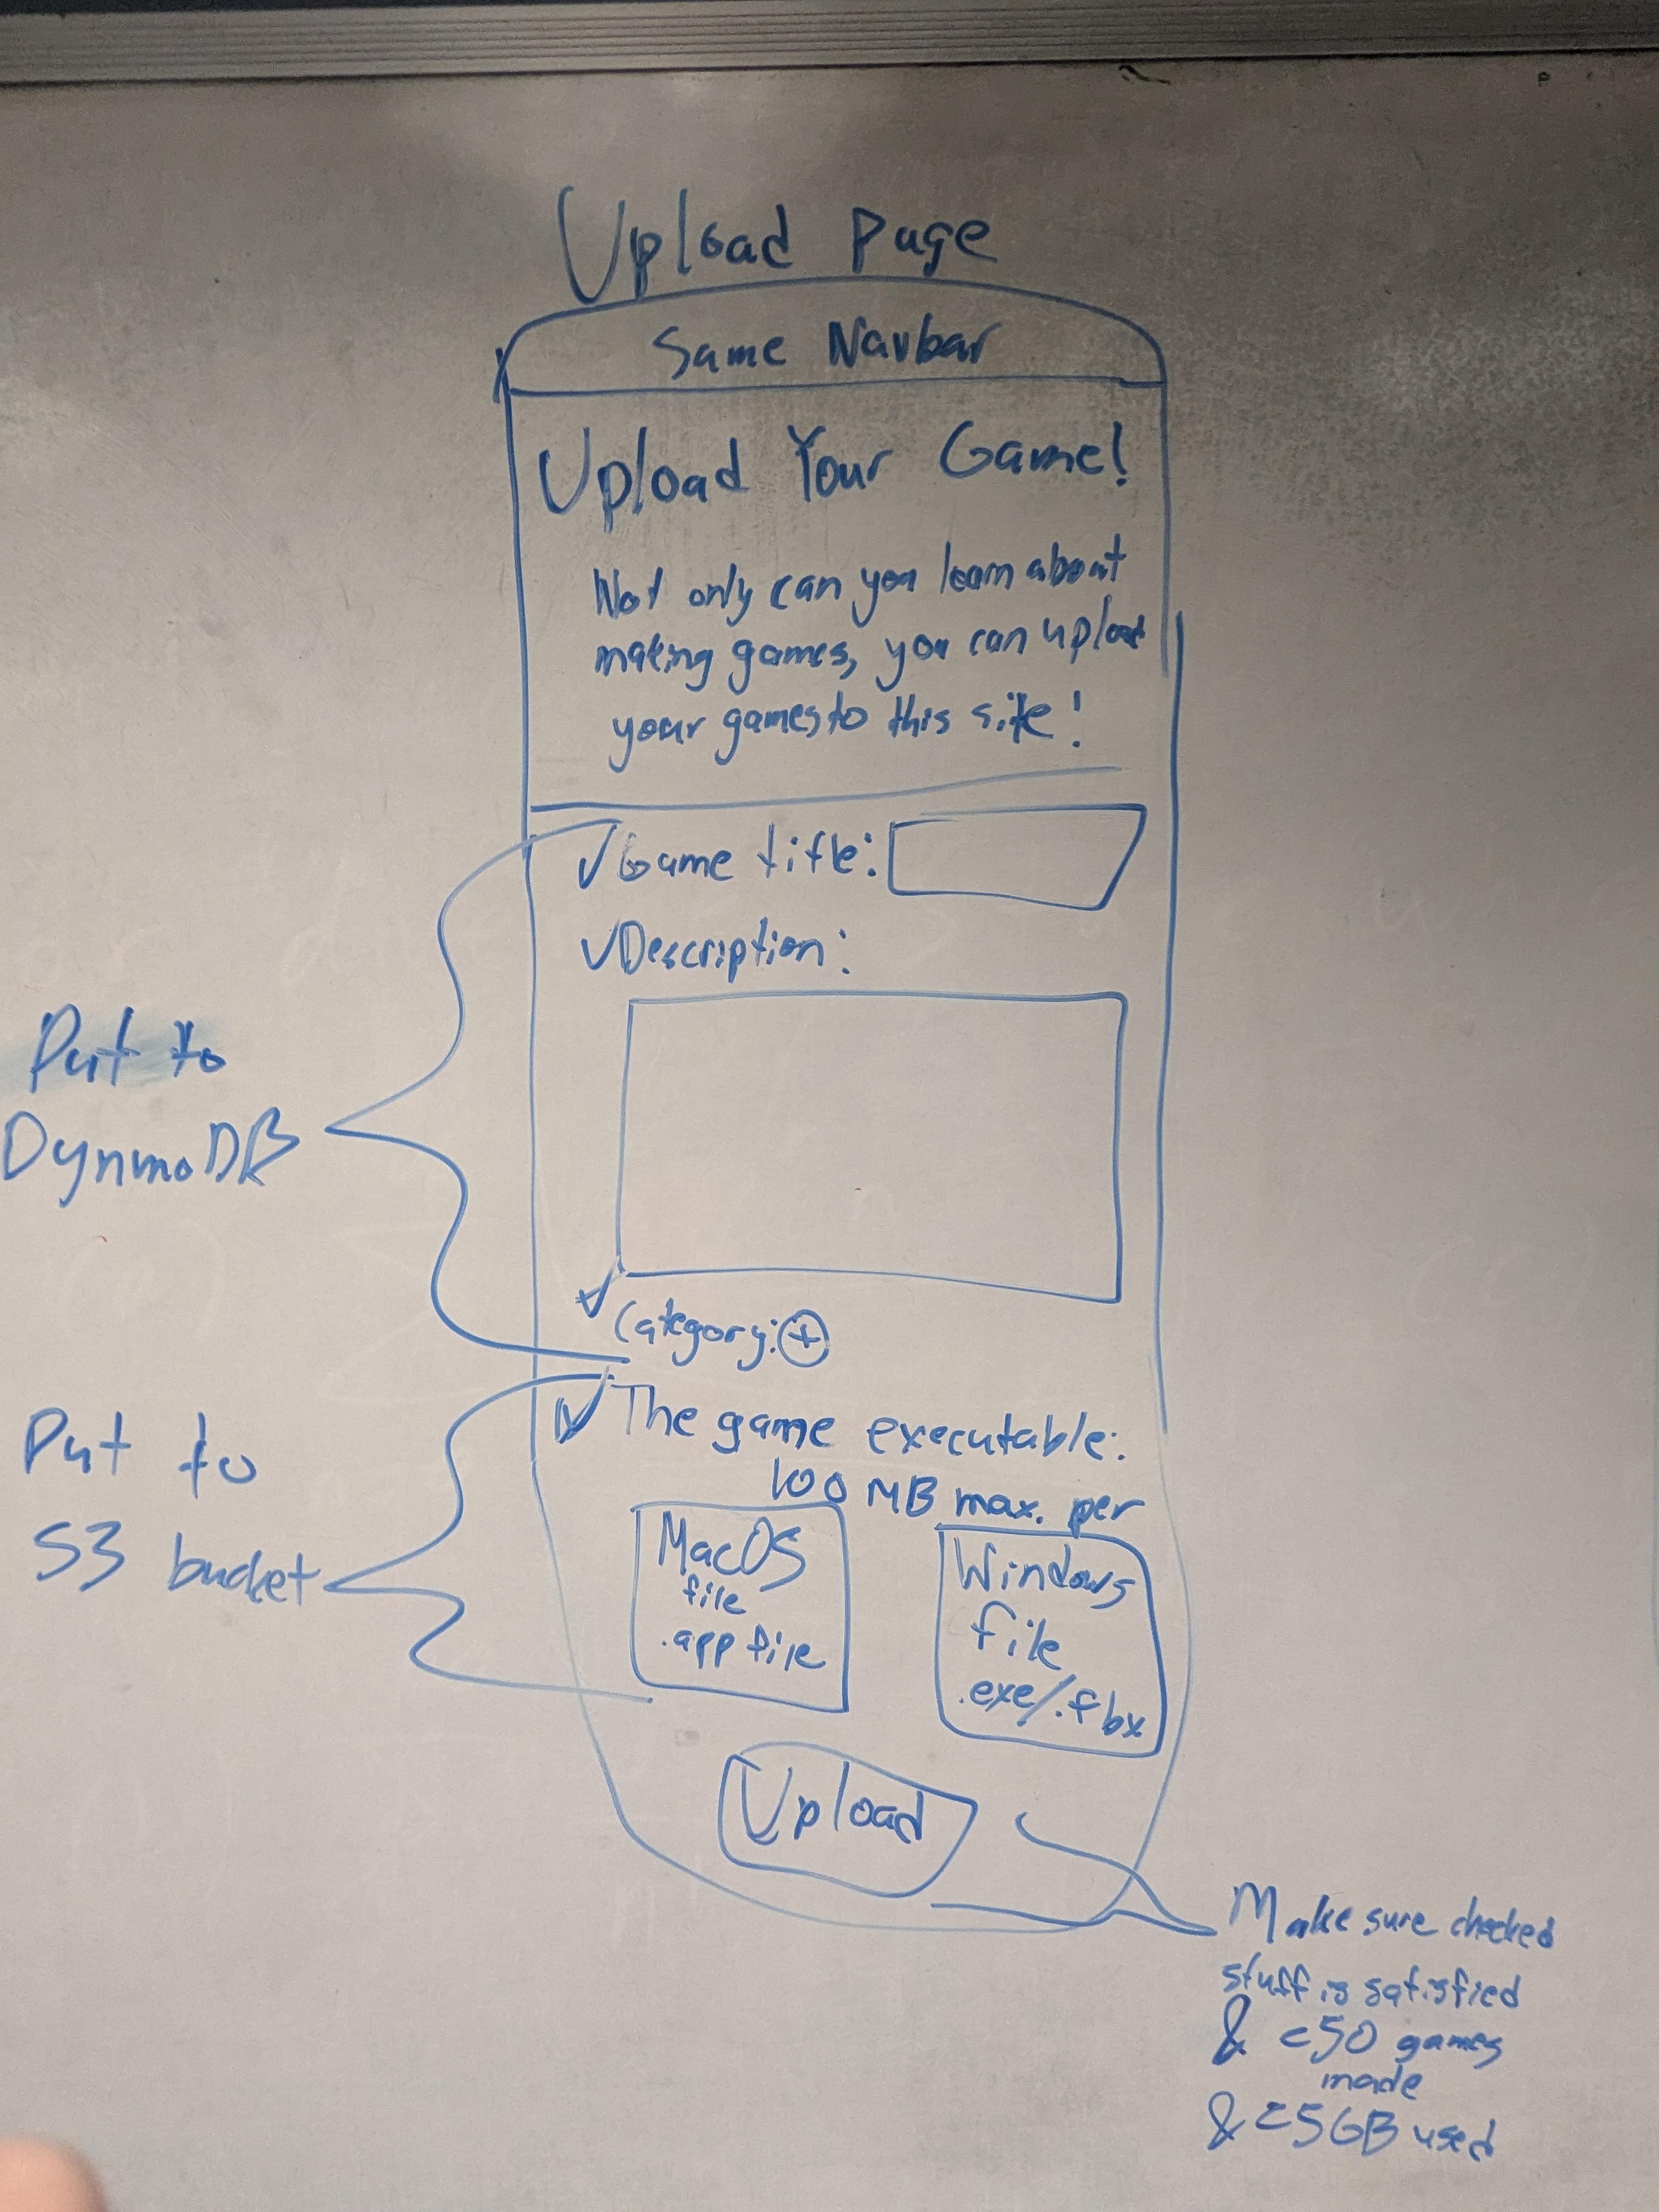 Upload Page
Same Navbar
Upload Your Game!
Not only can you learn about
making games, you can upload
your games to this site!
✓Game title:
✓Description:
Put to
DynmoDB
✓
Category: +
✓ The game executable:
100 MB max. per
Put to
S3 bucket
MacOS
file
.app file
Windows
file
.exe/.fbx
Upload
Make sure checked
stuff is satisfied
& <50 games
made
& <5GB used